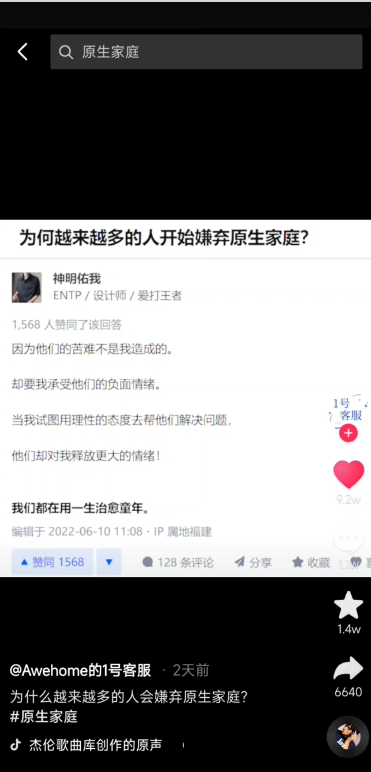 原生家庭
为何越来越多的人开始嫌弃原生家庭?
神明佑我
ENTP / 设计师 / 爱打王者
1,568 人赞同了该回答
因为他们的苦难不是我造成的。
却要我承受他们的负面情绪。
1号
客服
当我试图用理性的态度去帮他们解决问题，
他们却对我释放更大的情绪！
9.2w
我们都在用一生治愈童年。
编辑于 2022-06-10 11:08 · IP 属地福建
赞同 1568
128 条评论
分享
收藏
1.4w
6640
@Awehome的1号客服 · 2天前
为什么越来越多的人会嫌弃原生家庭?
#原生家庭
杰伦歌曲库创作的原声